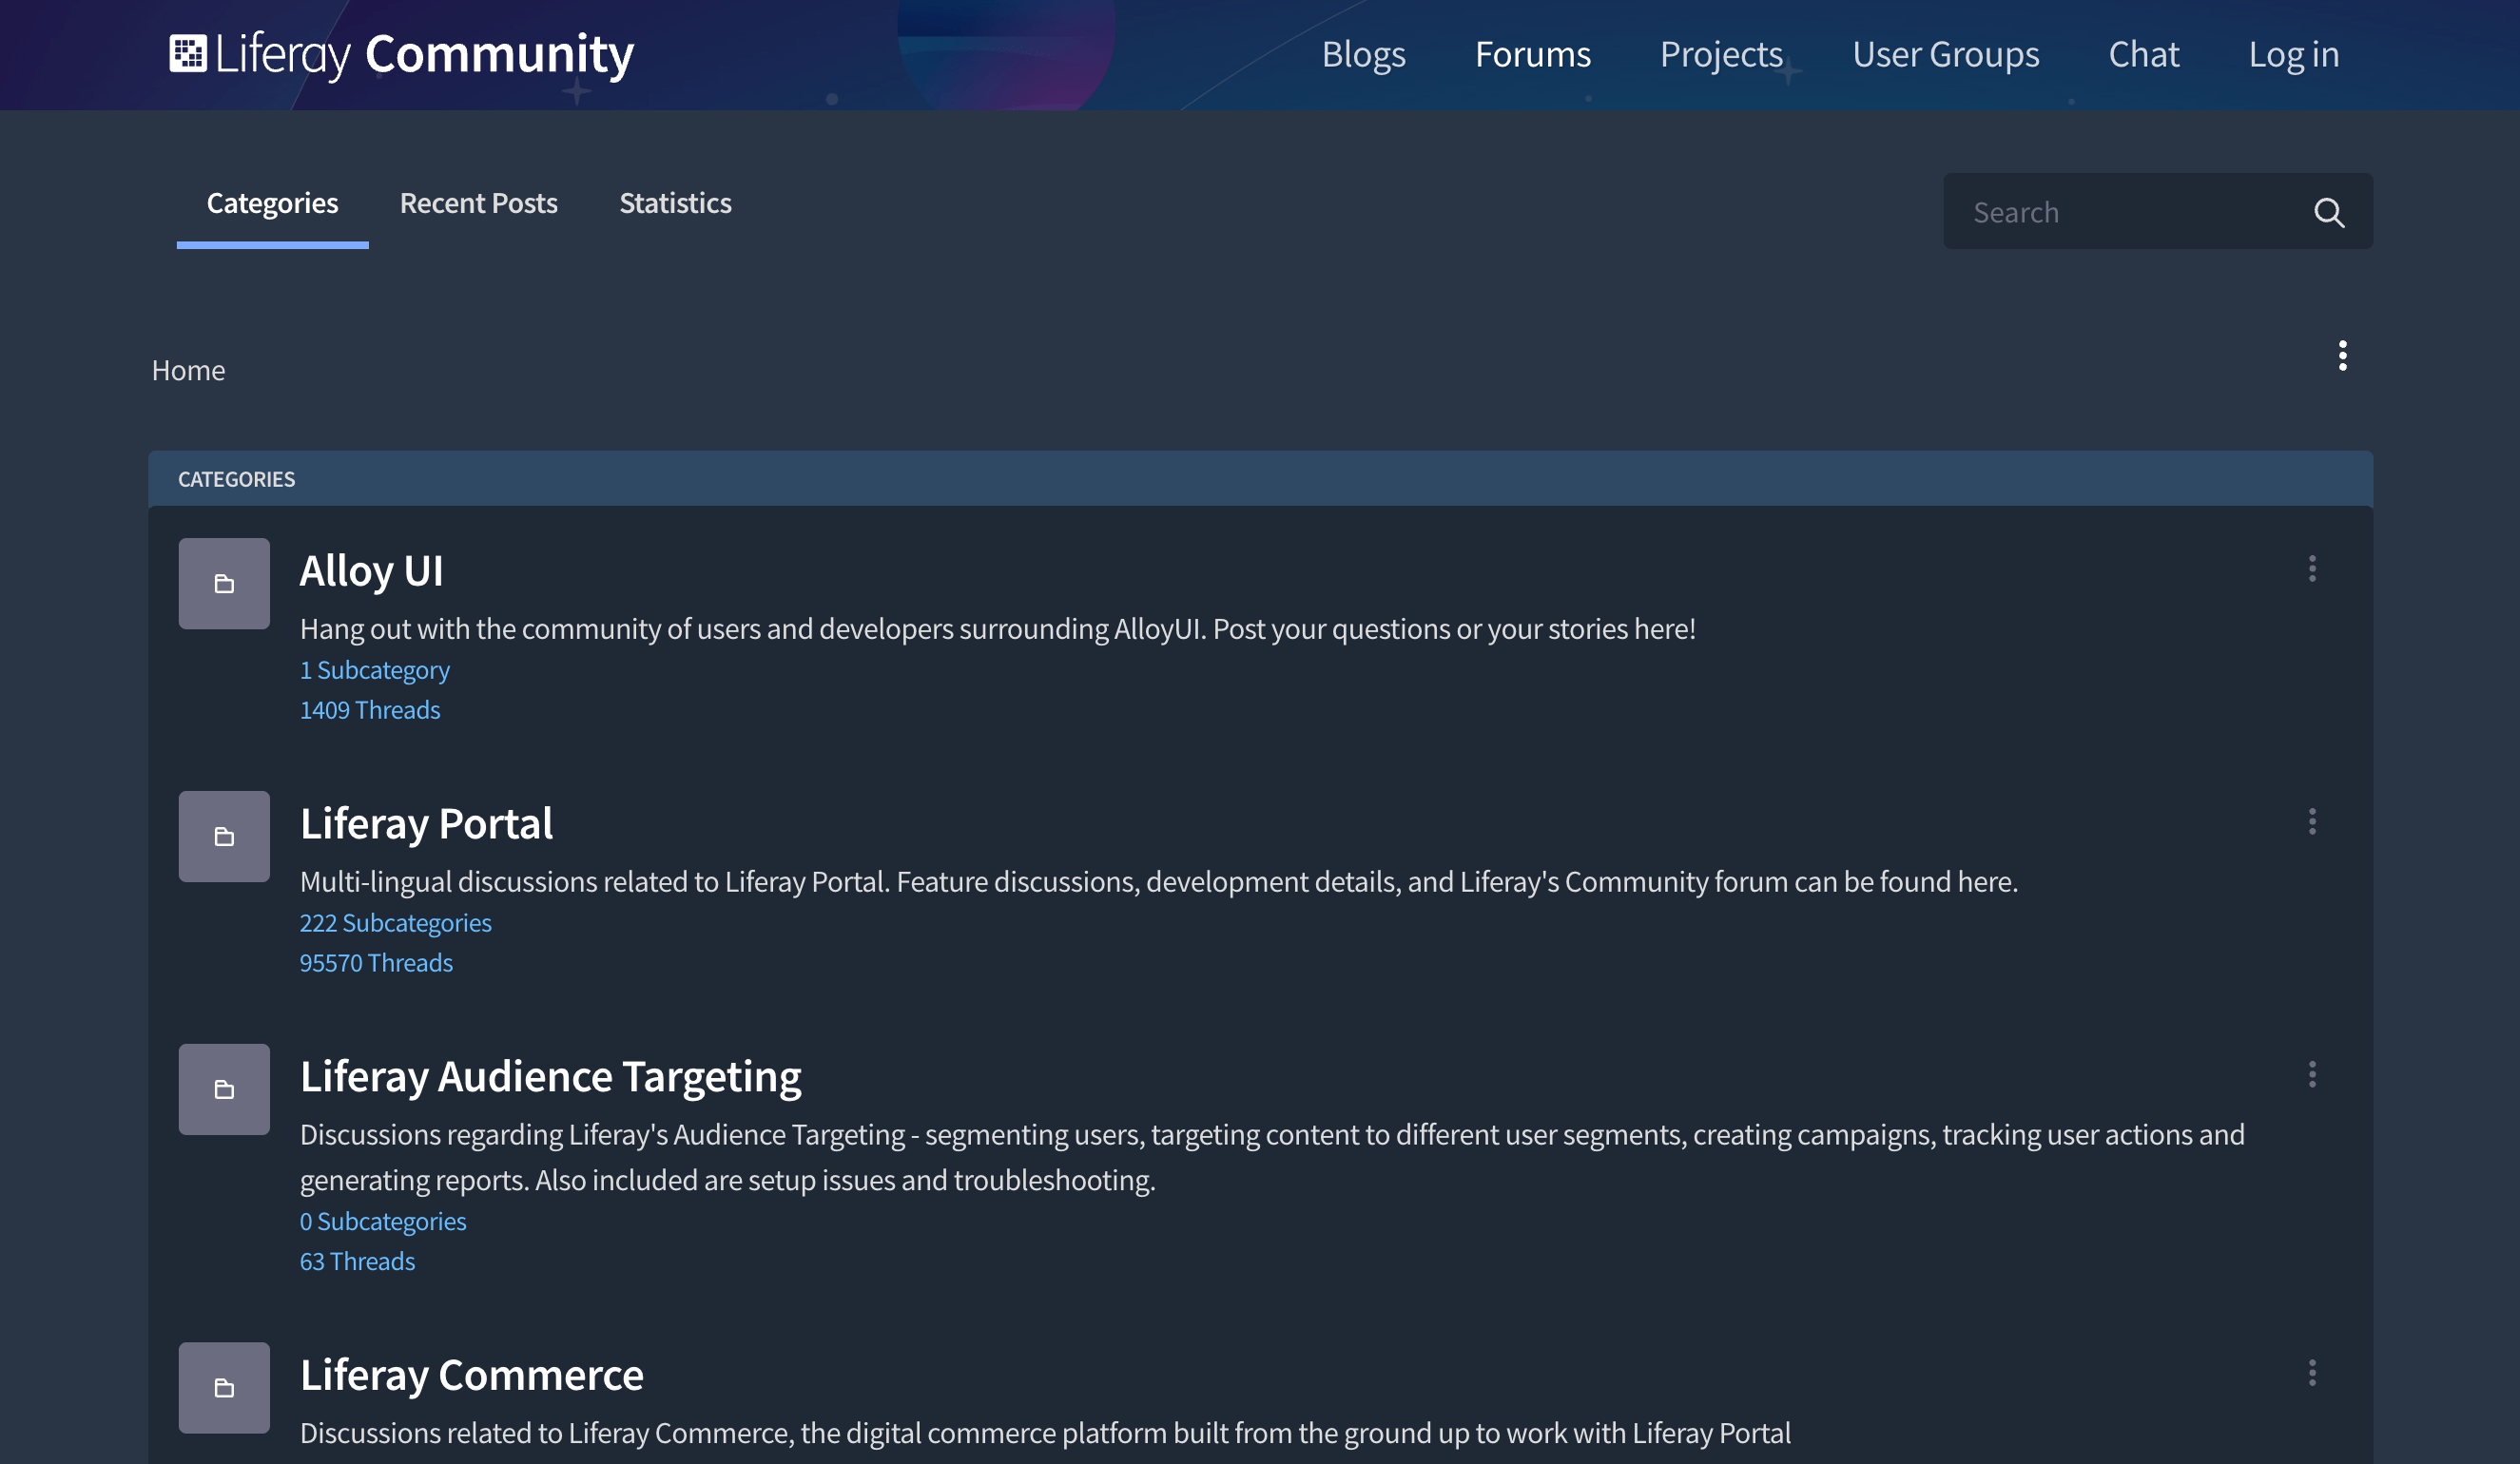 Liferay Community
Blogs
Forums
Projects
User Groups
Chat
Log in
Categories
Recent Posts
Statistics
Search
Home
CATEGORIES
Alloy UI
Hang out with the community of users and developers surrounding AlloyUI. Post your questions or your stories here!
1 Subcategory
1409 Threads
Liferay Portal
Multi-lingual discussions related to Liferay Portal. Feature discussions, development details, and Liferay's Community forum can be found here.
222 Subcategories
95570 Threads
Liferay Audience Targeting
Discussions regarding Liferay's Audience Targeting - segmenting users, targeting content to different user segments, creating campaigns, tracking user actions and
generating reports. Also included are setup issues and troubleshooting.
0 Subcategories
63 Threads
Liferay Commerce
Discussions related to Liferay Commerce, the digital commerce platform built from the ground up to work with Liferay Portal